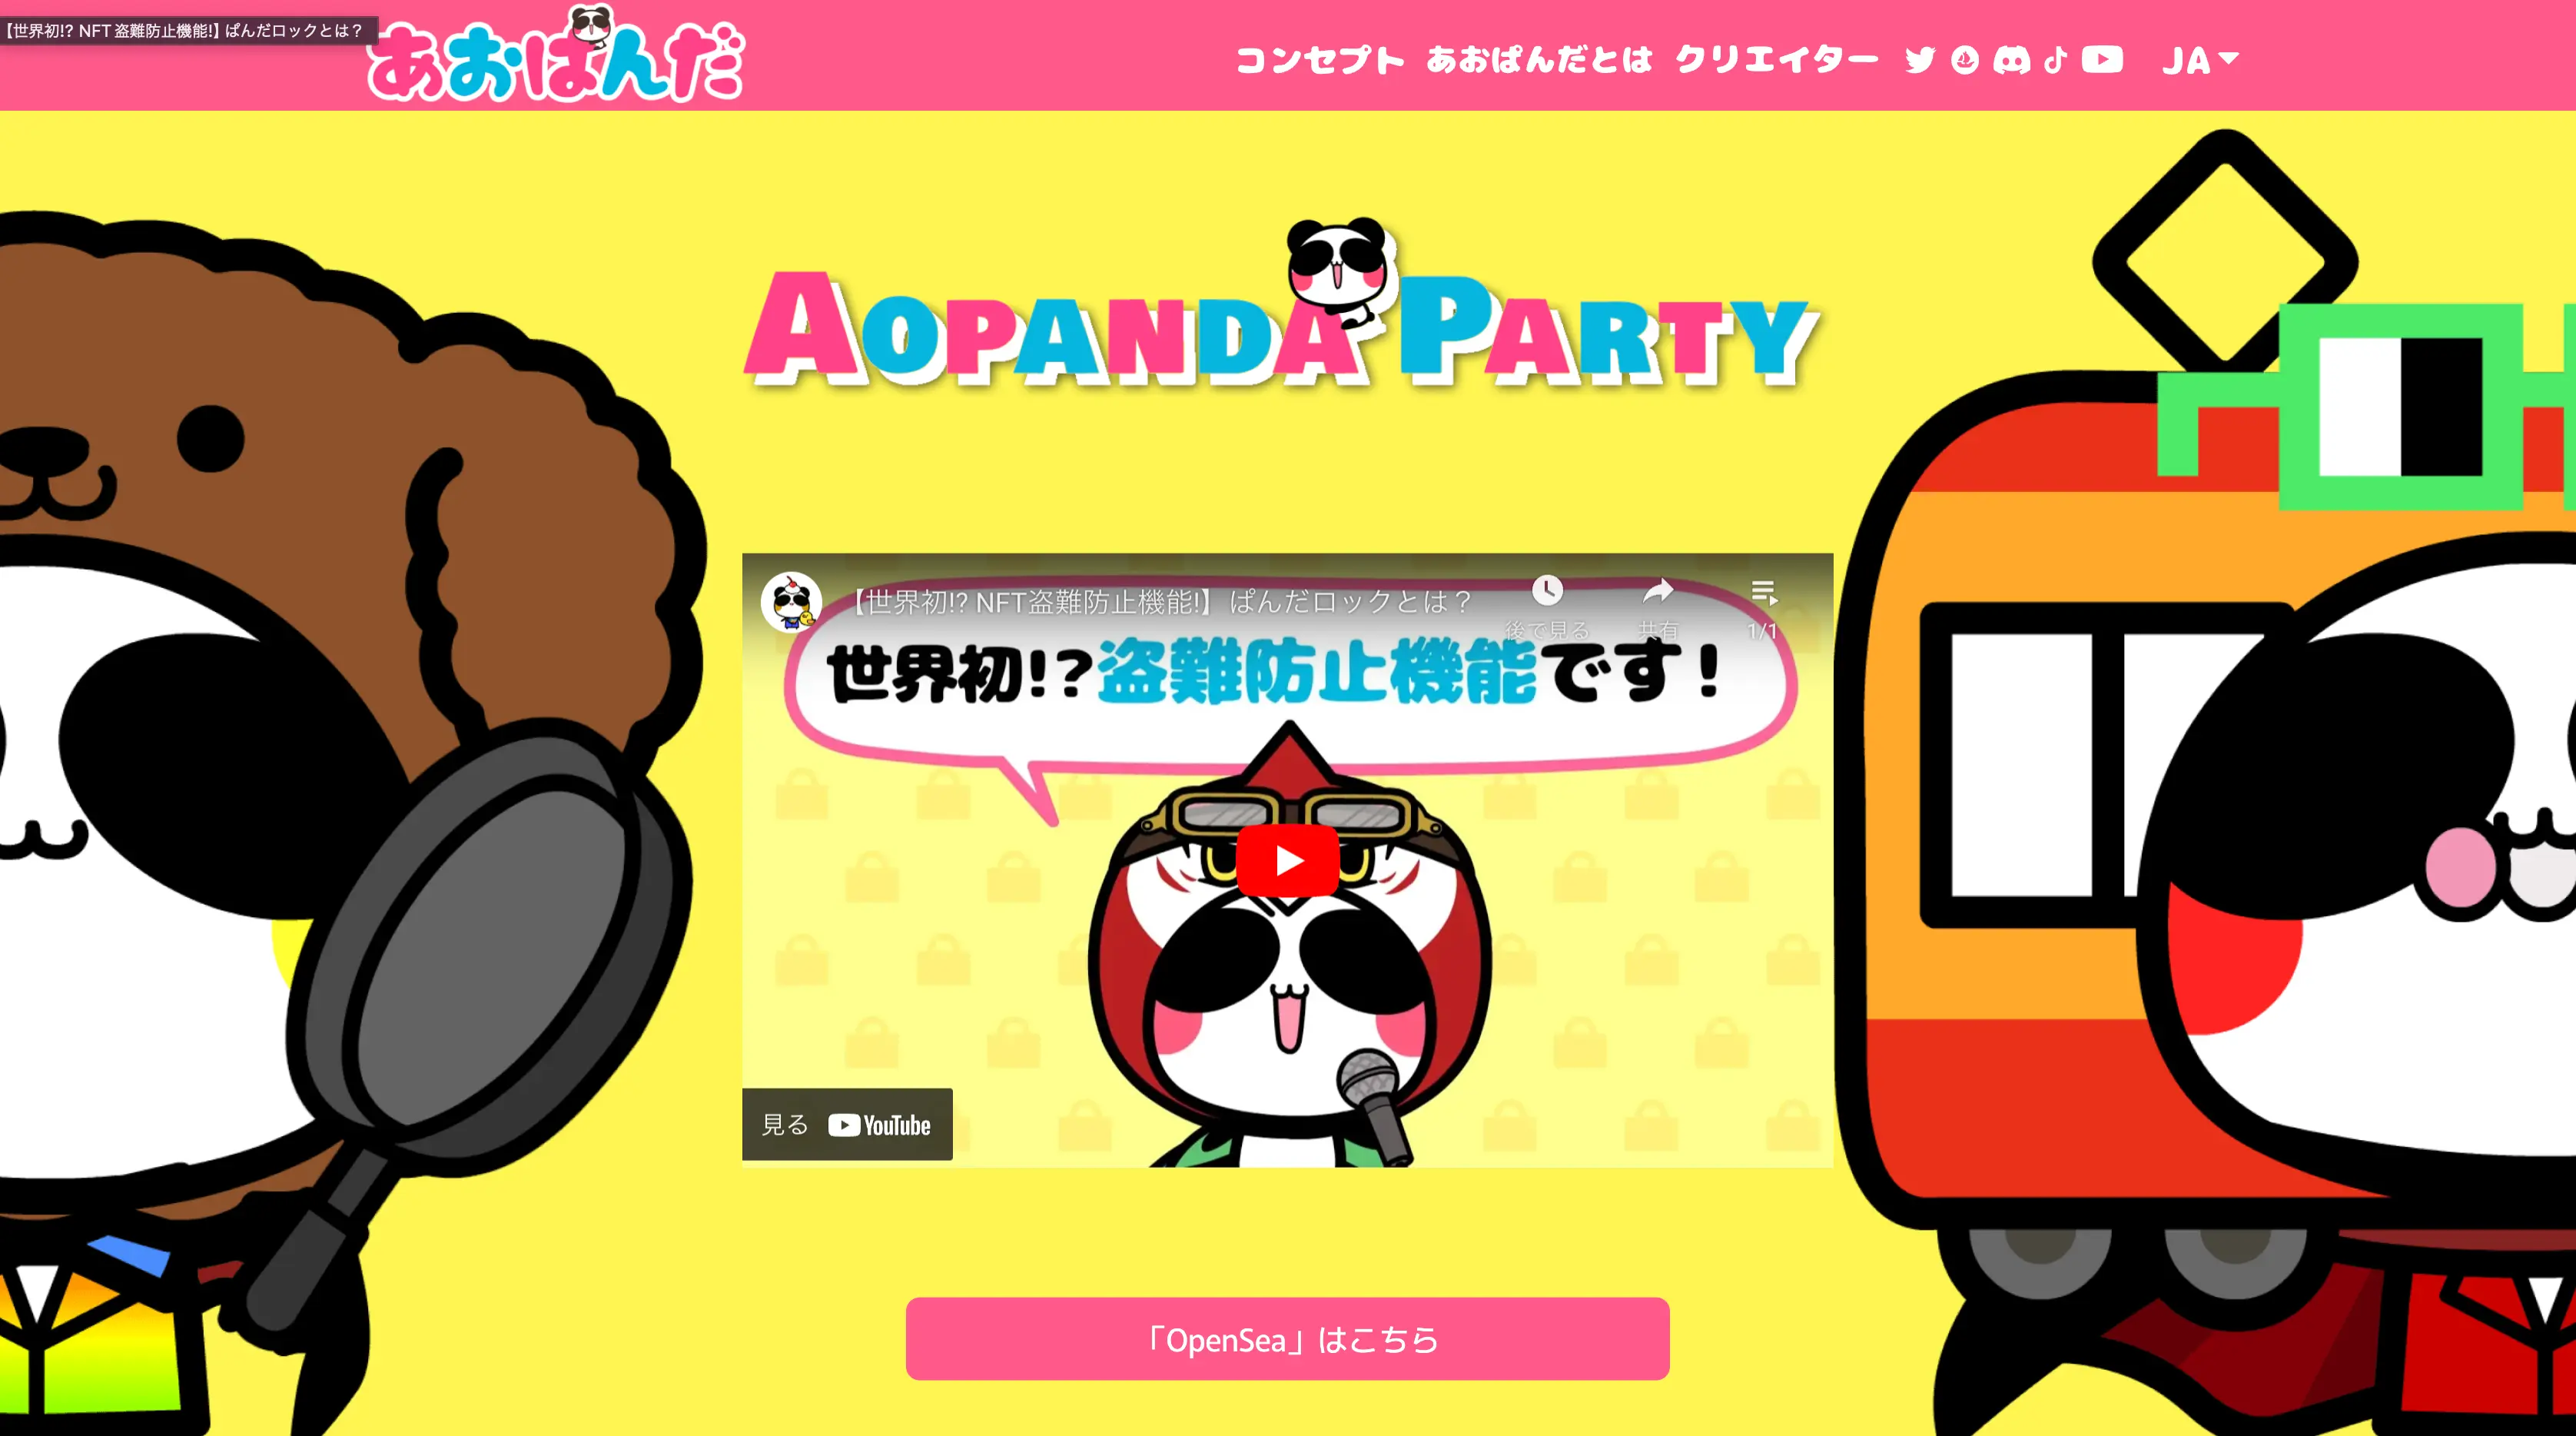 【世界初!? NFT 盗難防止機能!】ぱんだロックとは？
あおぱんだ
コンセプト あおぱんだとは クリエイター JA
AOPANDA PARTY
【世界初!? NFT盗難防止機能!】 ぱんだロックとは？
後で見る 共有 1/1
世界初!?盗難防止機能です！
見る YouTube
「OpenSea」はこちら